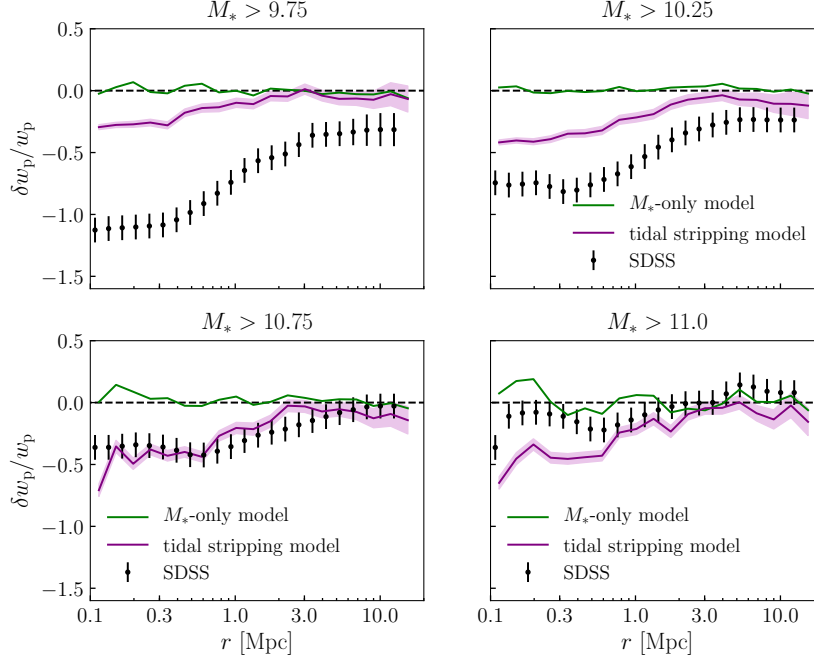 M* > 9.75
M* > 10.25
0.5
0.0
−0.5
−1.0
−1.5
δwp/wp
M*-only model
tidal stripping model
SDSS
M* > 10.75
M* > 11.0
0.5
0.0
−0.5
−1.0
−1.5
δwp/wp
M*-only model
tidal stripping model
SDSS
M*-only model
tidal stripping model
SDSS
0.1 0.3 1.0 3.0 10.0
0.1 0.3 1.0 3.0 10.0
r [Mpc]
r [Mpc]